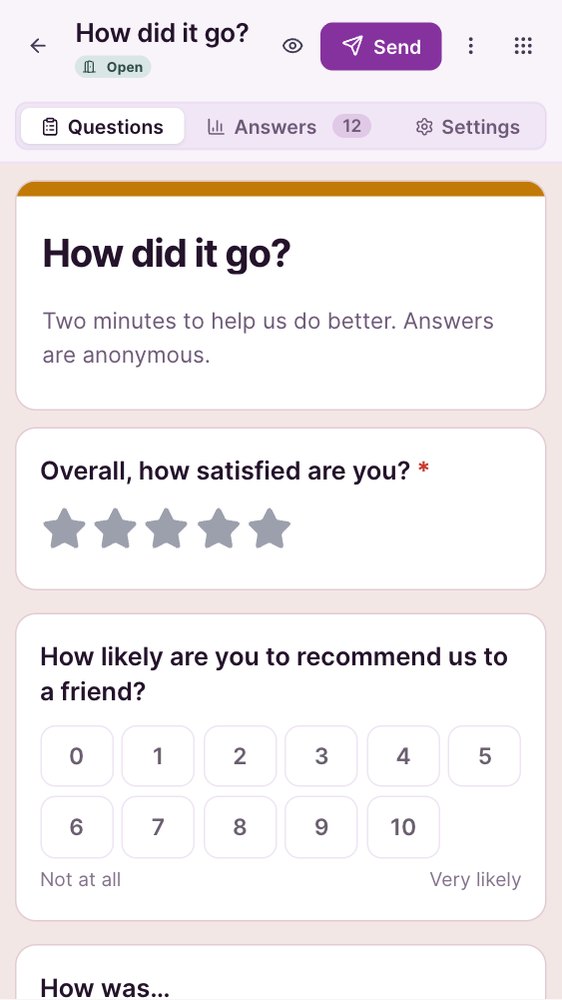 How did it go?
Open
Send
Questions
Answers 12
Settings
How did it go?
Two minutes to help us do better. Answers
are anonymous.
Overall, how satisfied are you? *
How likely are you to recommend us to
a friend?
0 1 2 3 4 5
6 7 8 9 10
Not at all Very likely
How was...